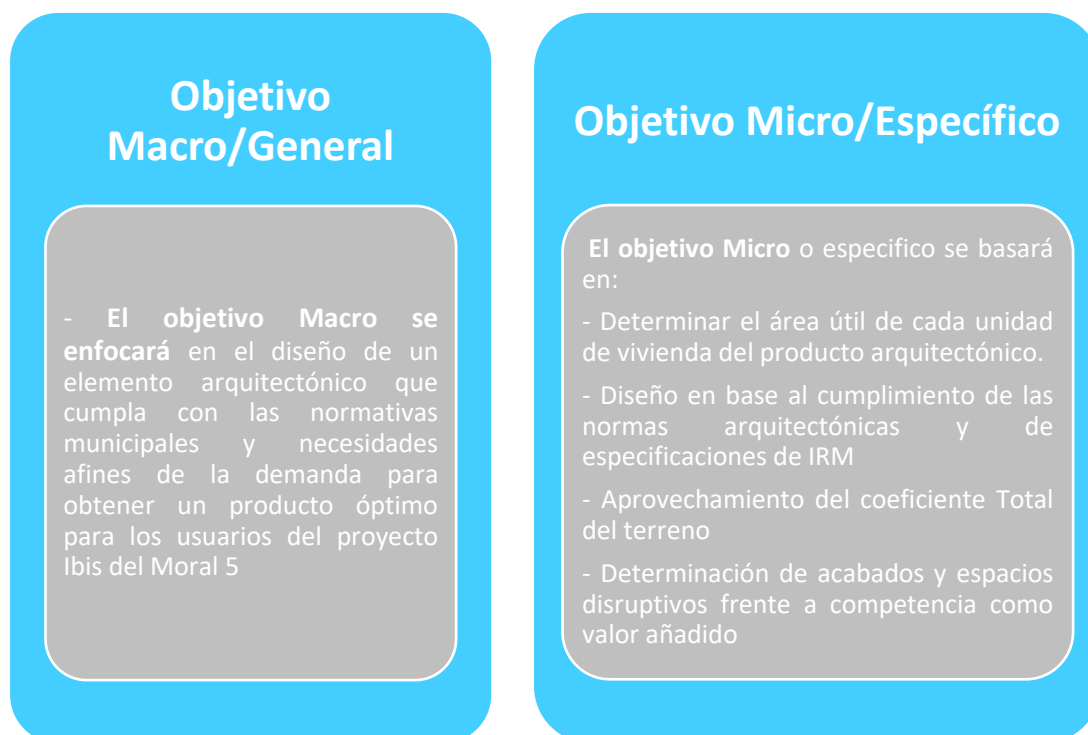 Objetivo
Macro/General
- El objetivo Macro se
enfocará en el diseño de un
elemento arquitectónico que
cumpla con las normativas
municipales y necesidades
afines de la demanda para
obtener un producto óptimo
para los usuarios del proyecto
Ibis del Moral 5
Objetivo Micro/Específico
El objetivo Micro o especifico se basará
en:
- Determinar el área útil de cada unidad
de vivienda del producto arquitectónico.
- Diseño en base al cumplimiento de las
normas arquitectónicas y de
especificaciones de IRM
- Aprovechamiento del coeficiente Total
del terreno
- Determinación de acabados y espacios
disruptivos frente a competencia como
valor añadido